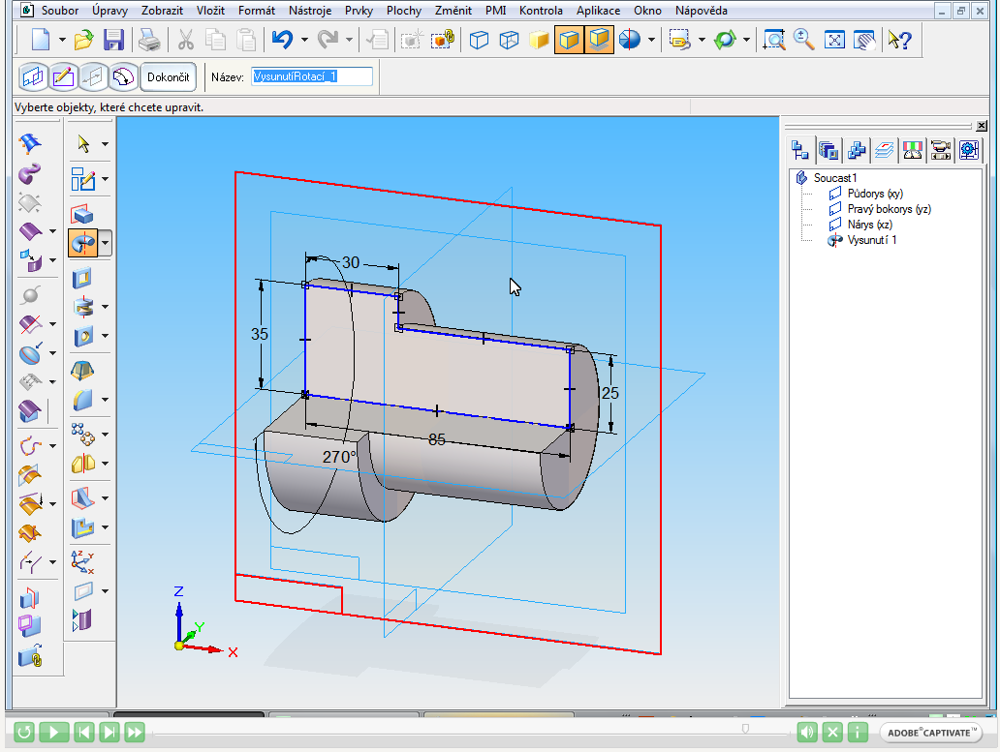 Soubor Úpravy Zobrazit Vložit Formát Nástroje Prvky Plochy Změnit PMI Kontrola Aplikace Okno Nápověda
Dokončit
Název: VysunutíRotací_1
Vyberte objekty, které chcete upravit.
Soucast1
Půdorys (xy)
Pravý bokorys (yz)
Nárys (xz)
Vysunutí 1
30
35
25
85
270°
Z
Y
X
Z
Y
X
ADOBE® CAPTIVATE™